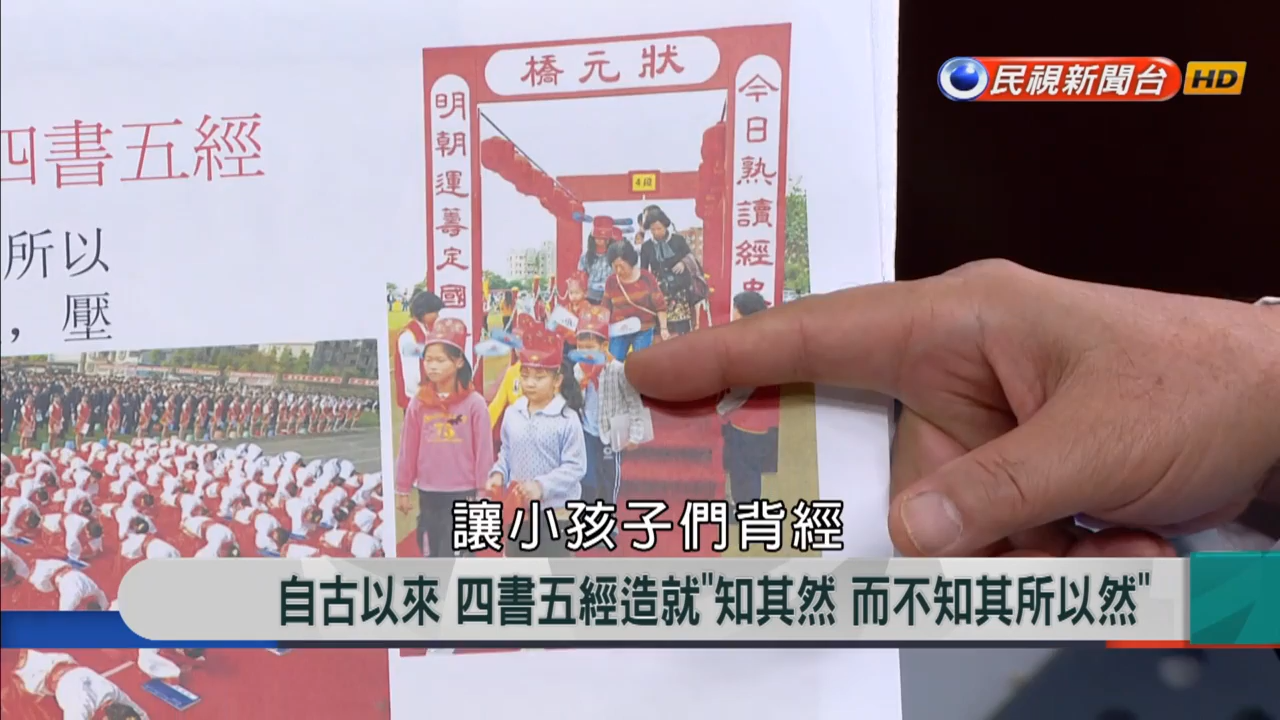 民視新聞台 HD
狀元橋
今日熟讀經
明朝運籌定國
四書五經
所以
，壓
讓小孩子們背經
自古以來 四書五經造就"知其然 而不知其所以然"